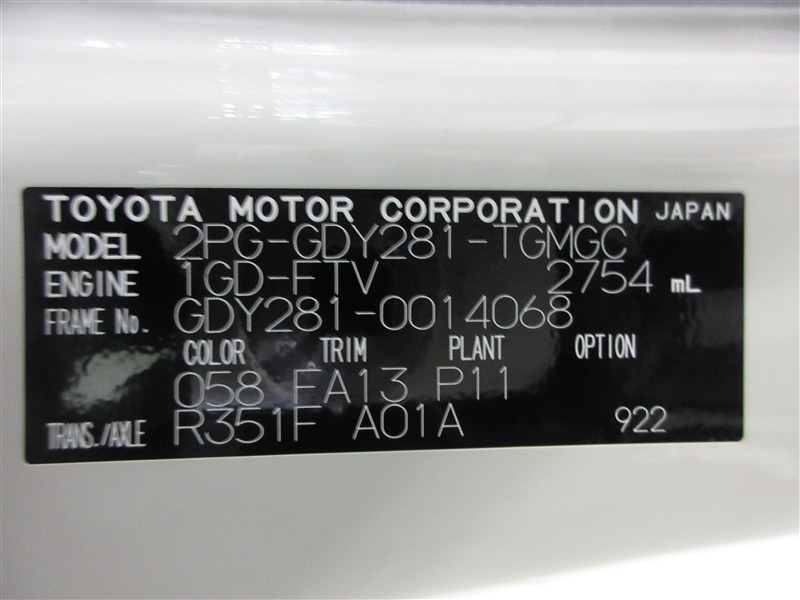 TOYOTA MOTOR CORPORATION JAPAN
MODEL 2PG-GDY281-TGMGC
ENGINE 1GD-FTV 2754 mL
FRAME No. GDY281-0014068
COLOR TRIM PLANT OPTION
058 FA13 P11
TRANS./AXLE R351F A01A 922